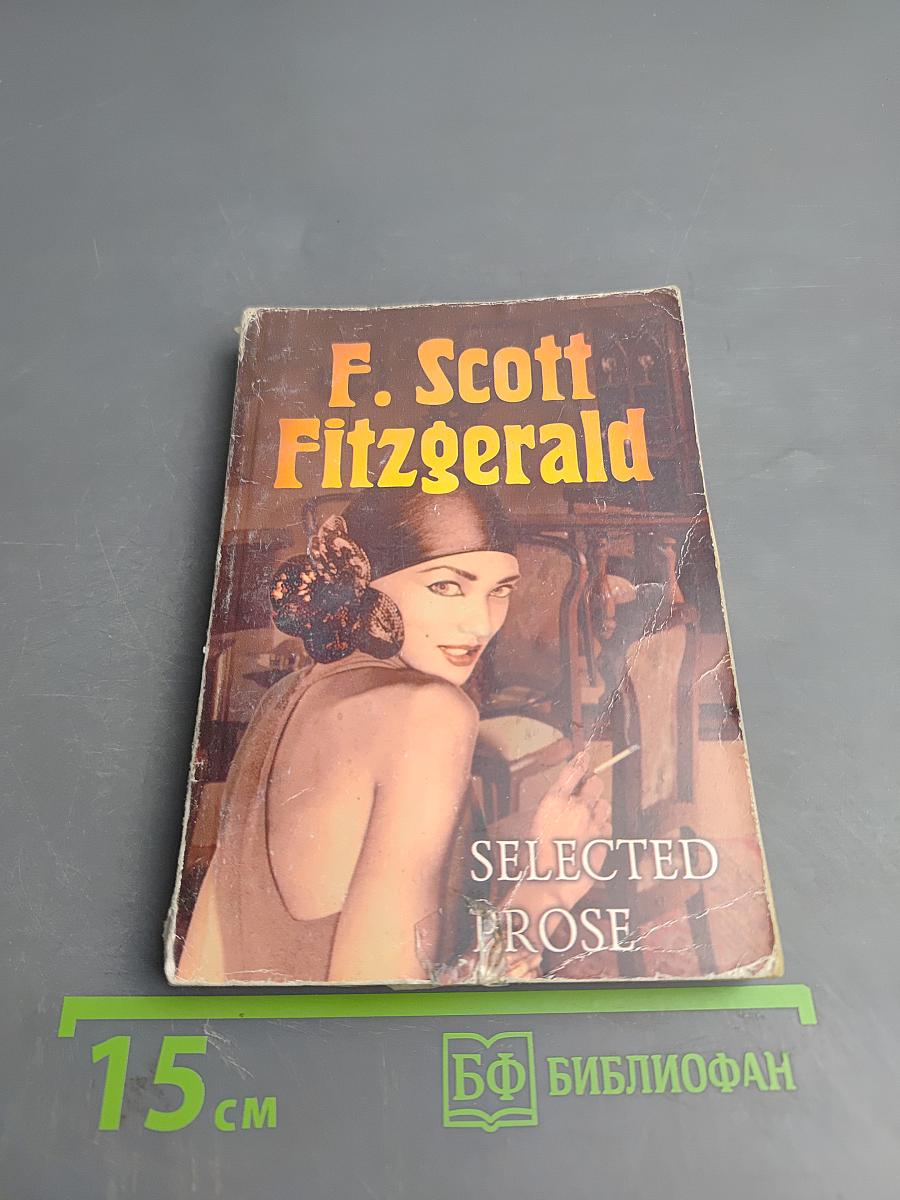 F. Scott
Fitzgerald
SELECTED
PROSE
15 см
БФ БИБЛИОФАН